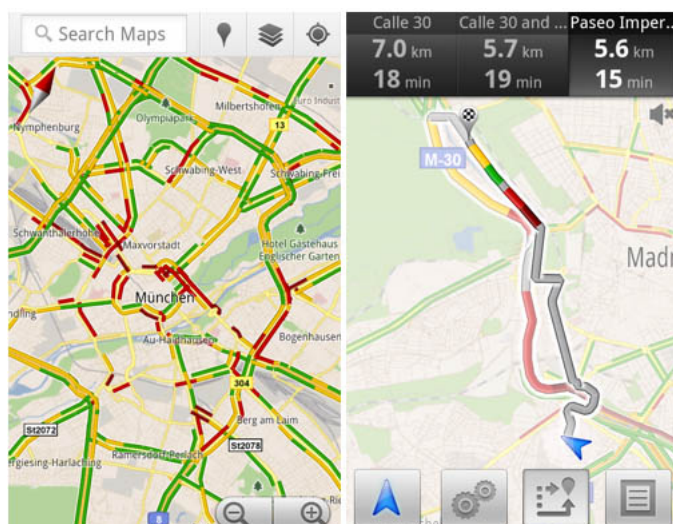 Search Maps
Milbertshofen
Olympiapark
13
Nymphenburg
Schwabing-West
Schwabing-Frei
Schwanthalerhöhe
Maxvorstadt
Hotel Gästehaus
Englischer Garten
München
Au-Haidhausen
Bogenhausen
304
Berg am Laim
St2072
St2078
Ramersdorf-Perlach
ergiesing-Harlaching
Calle 30
7.0 km
18 min
Calle 30 and ...
5.7 km
19 min
Paseo Imper..
5.6 km
15 min
M-30
Madr